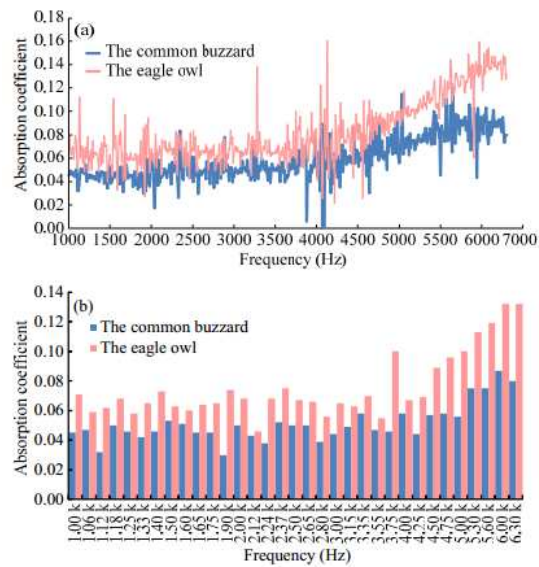 (a)
The common buzzard
The eagle owl
Absorption coefficient
0.18
0.16
0.14
0.12
0.10
0.08
0.06
0.04
0.02
0.00
1000 1500 2000 2500 3000 3500 4000 4500 5000 5500 6000 7000
Frequency (Hz)
(b)
The common buzzard
The eagle owl
Absorption coefficient
0.14
0.12
0.10
0.08
0.06
0.04
0.02
0.00
1.00 k
1.06 k
1.12 k
1.18 k
1.25 k
1.33 k
1.40 k
1.50 k
1.60 k
1.65 k
1.75 k
1.90 k
2.00 k
2.12 k
2.24 k
2.37 k
2.50 k
2.65 k
2.80 k
3.00 k
3.15 k
3.35 k
3.55 k
3.75 k
4.00 k
4.25 k
4.50 k
4.75 k
5.00 k
5.30 k
5.60 k
6.00 k
6.30 k
Frequency (Hz)